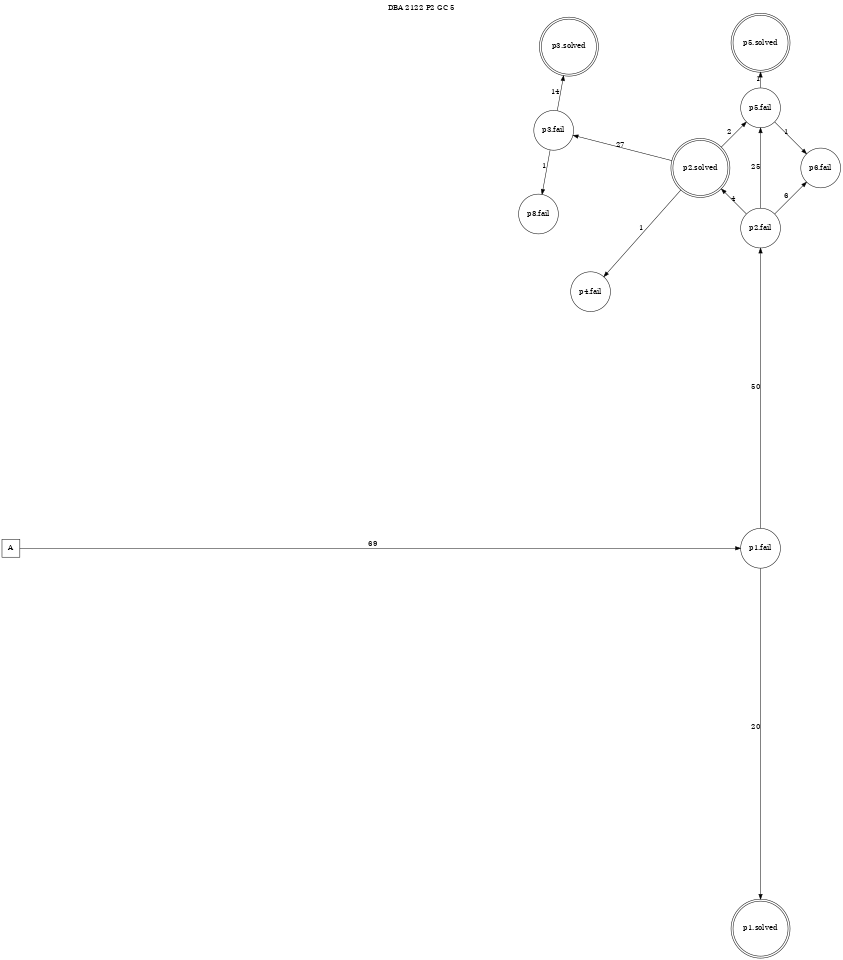 DBA 2122 P2 GC 5
p3.solved
p5.solved
14
1
p5.fail
p3.fail
2
1
27
25
p6.fail
1
p2.solved
4
6
p8.fail
p2.fail
1
p4.fail
50
A
69
p1.fail
20
p1.solved